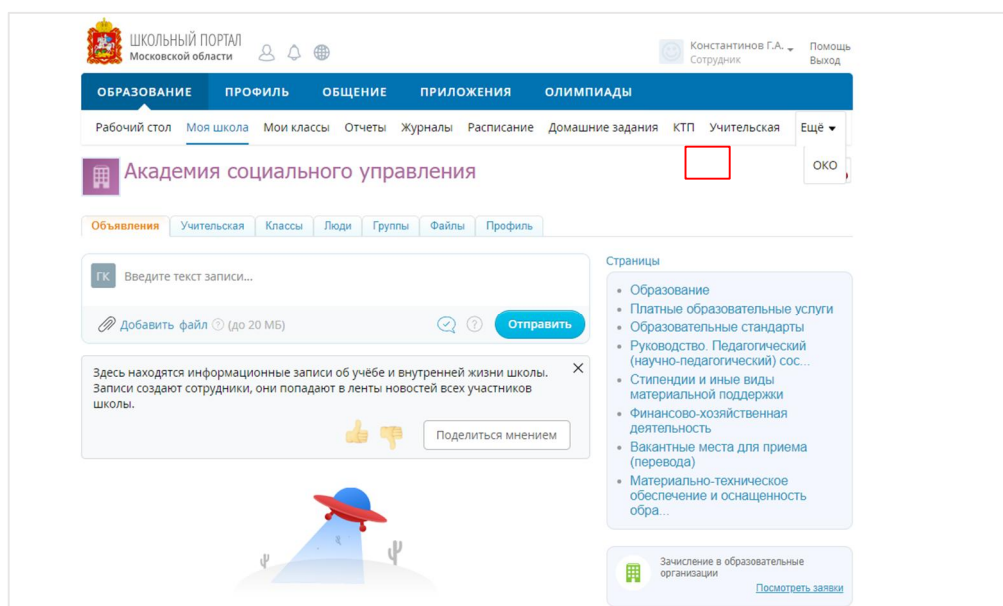 ШКОЛЬНЫЙ ПОРТАЛ
Московской области
Константинов Г.А.
Сотрудник
Помощь
Выход
ОБРАЗОВАНИЕ ПРОФИЛЬ ОБЩЕНИЕ ПРИЛОЖЕНИЯ ОЛИМПИАДЫ
Рабочий стол Моя школа Мои классы Отчеты Журналы Расписание Домашние задания КТП Учительская Ещё
ОКО
Академия социального управления
Объявления Учительская Классы Люди Группы Файлы Профиль
ГК Введите текст записи...
Добавить файл ? (до 20 МБ) ? Отправить
Здесь находятся информационные записи об учёбе и внутренней жизни школы.
Записи создают сотрудники, они попадают в ленты новостей всех участников
школы.
Поделиться мнением
Страницы
Образование
Платные образовательные услуги
Образовательные стандарты
Руководство. Педагогический
(научно-педагогический) сос...
Стипендии и иные виды
материальной поддержки
Финансово-хозяйственная
деятельность
Вакантные места для приема
(перевода)
Материально-техническое
обеспечение и оснащенность
обра...
Зачисление в образовательные
организации
Посмотреть заявки